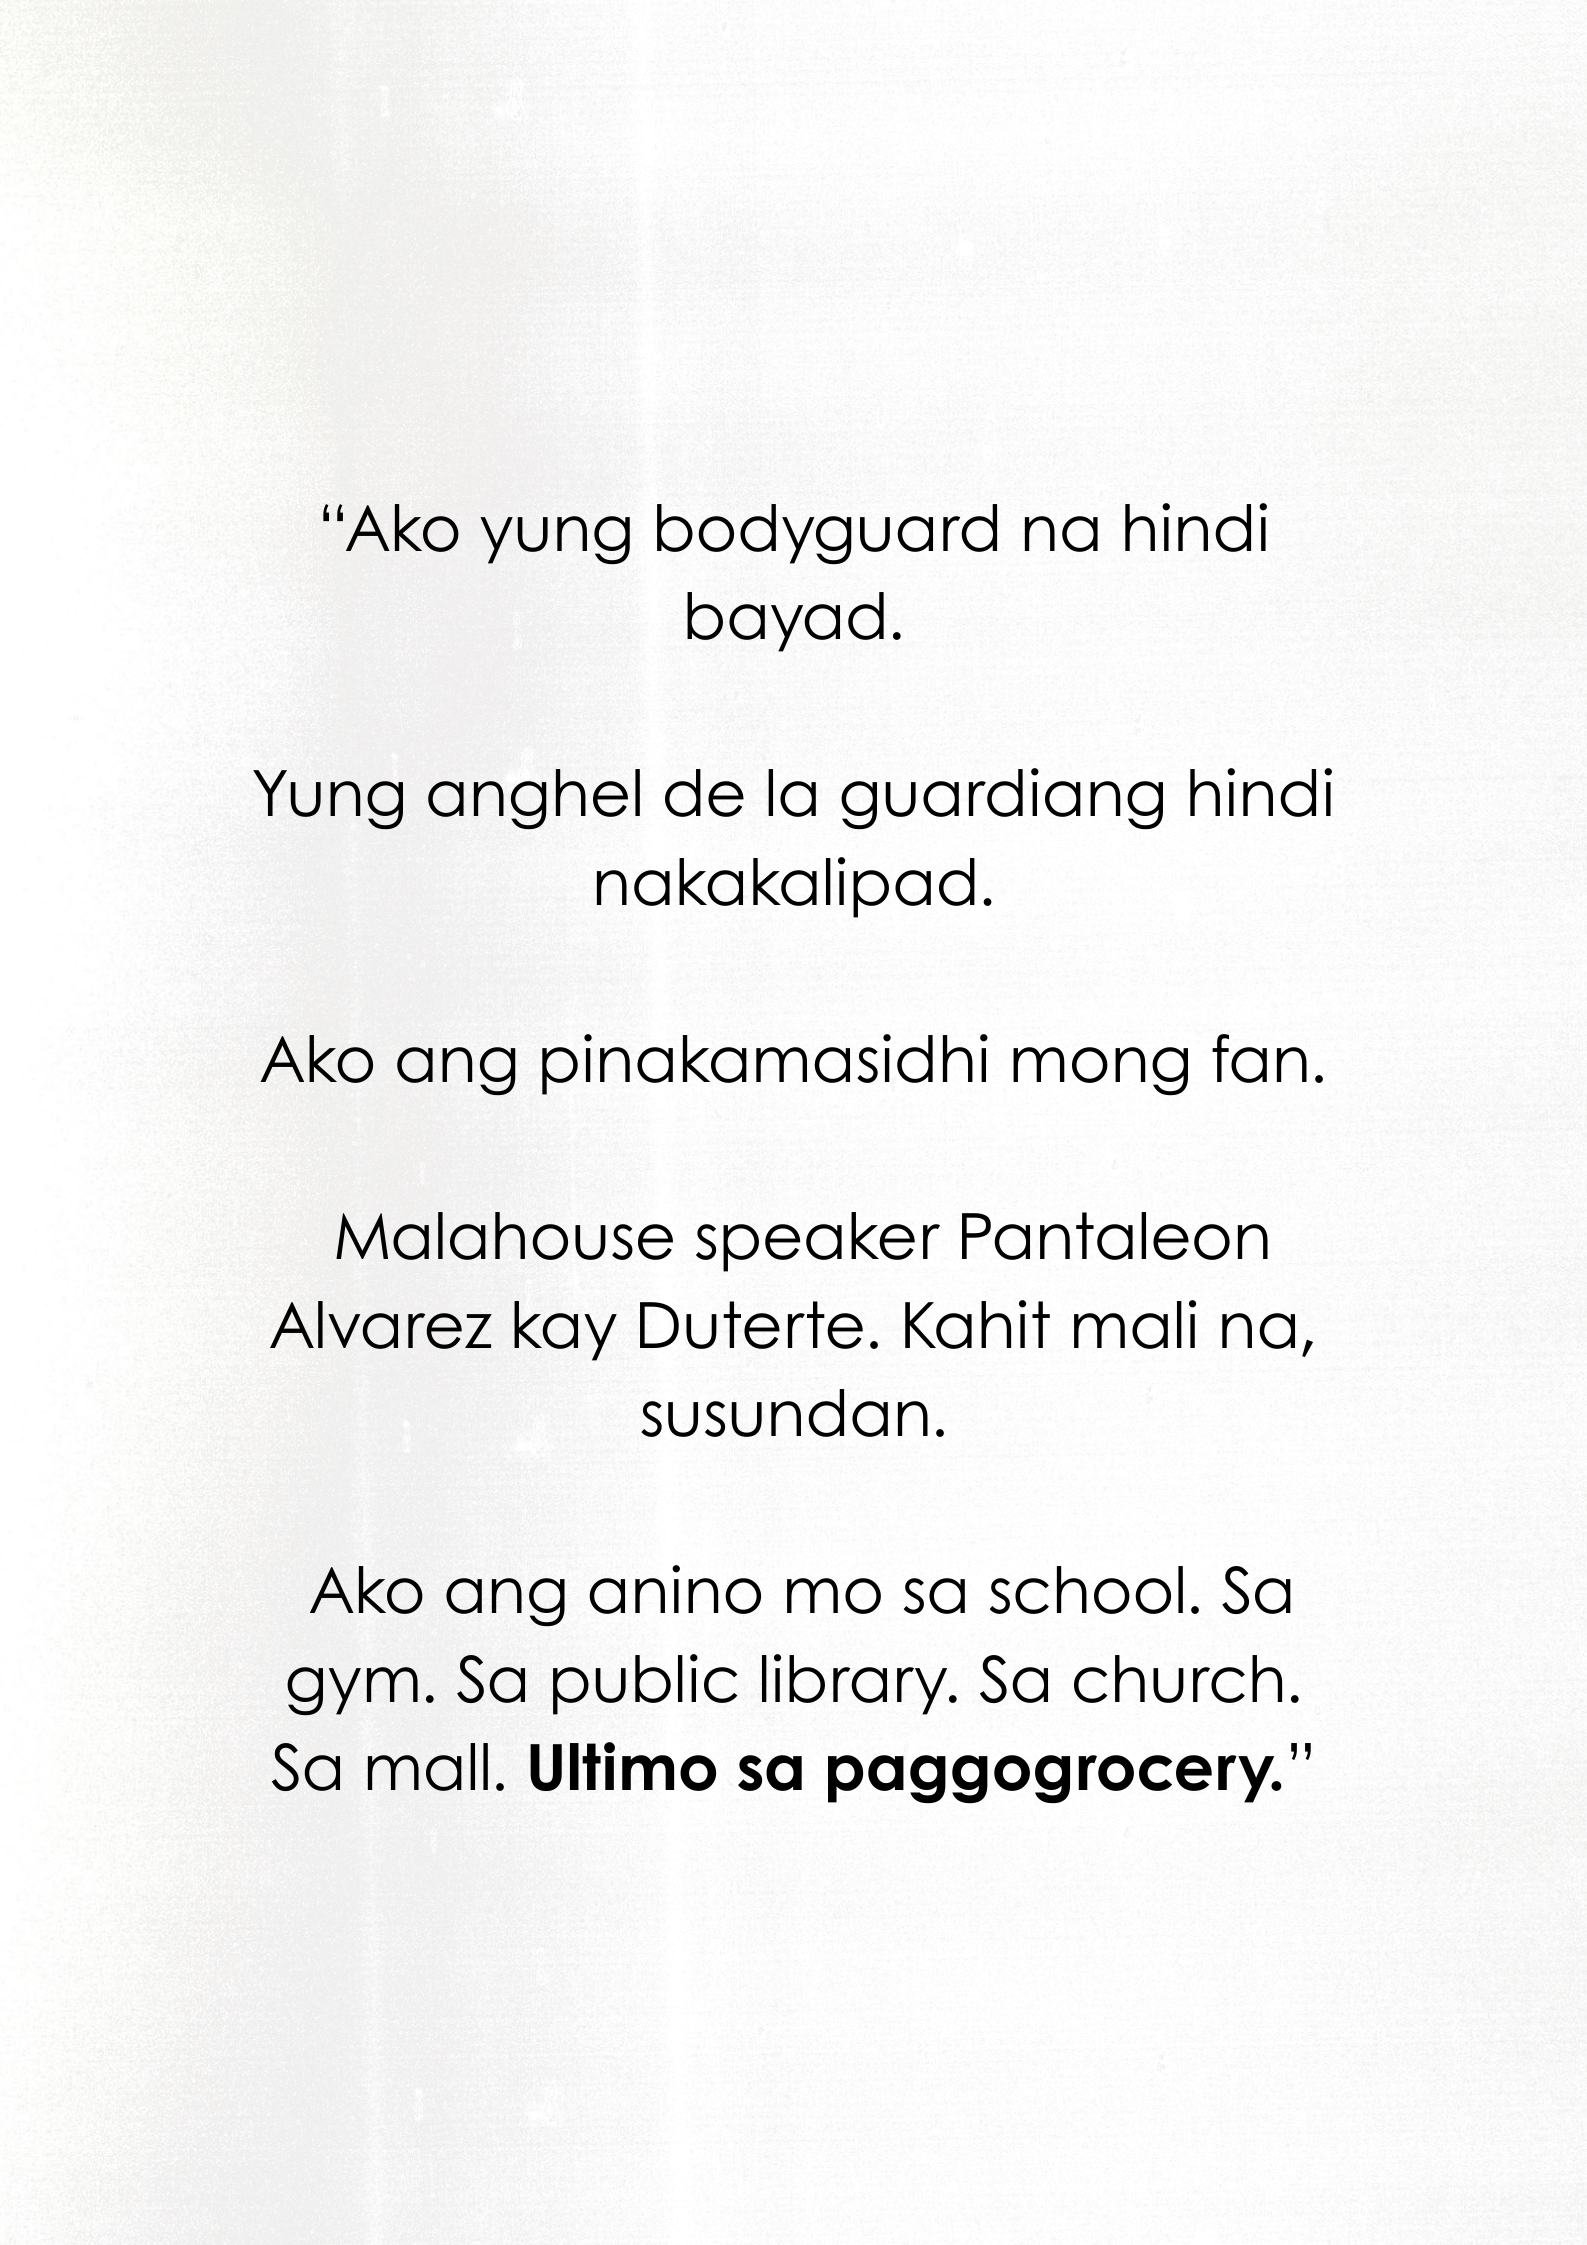 “Ako yung bodyguard na hindi
bayad.
Yung anghel de la guardiang hindi
nakakalipad.
Ako ang pinakamasidhi mong fan.
Malahouse speaker Pantaleon
Alvarez kay Duterte. Kahit mali na,
susundan.
Ako ang anino mo sa school. Sa
gym. Sa public library. Sa church.
Sa mall. Ultimo sa paggogrocery.”